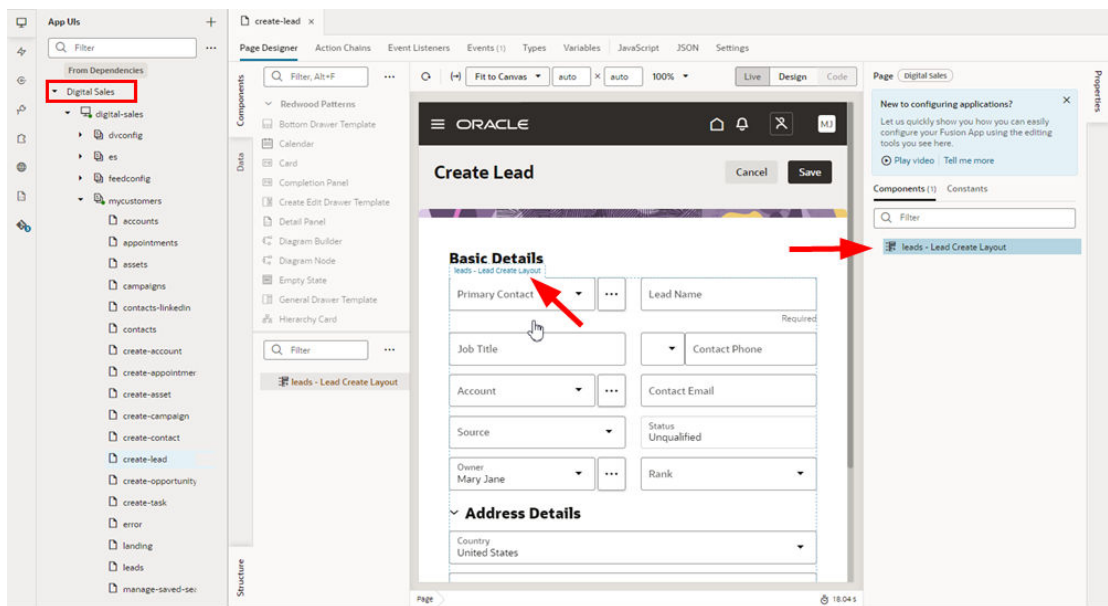 App UIs
Filter
From Dependencies
Digital Sales
digital-sales
dvconfig
es
feedconfig
mycustomers
accounts
appointments
assets
campaigns
contacts-linkedin
contacts
create-account
create-appointmer
create-asset
create-campaign
create-contact
create-lead
create-opportunity
create-task
error
landing
leads
manage-saved-sea
create-lead
Page Designer Action Chains Event Listeners Events (1) Types Variables JavaScript JSON Settings
Components
Data
Structure
Filter, Alt+F
Redwood Patterns
Bottom Drawer Template
Calendar
Card
Completion Panel
Create Edit Drawer Template
Detail Panel
Diagram Builder
Diagram Node
Empty State
General Drawer Template
Hierarchy Card
Filter
leads - Lead Create Layout
Fit to Canvas auto × auto 100% Live Design Code
ORACLE MJ
Create Lead Cancel Save
Basic Details
leads - Lead Create Layout
Primary Contact Lead Name
Required
Job Title Contact Phone
Account Contact Email
Source Status
Unqualified
Owner
Mary Jane Rank
Address Details
Country
United States
Page 18.04 s
Page Digital Sales
Properties
New to configuring applications?
Let us quickly show you how you can easily
configure your Fusion App using the editing
tools you see here.
Play video Tell me more
Components (1) Constants
Filter
leads - Lead Create Layout